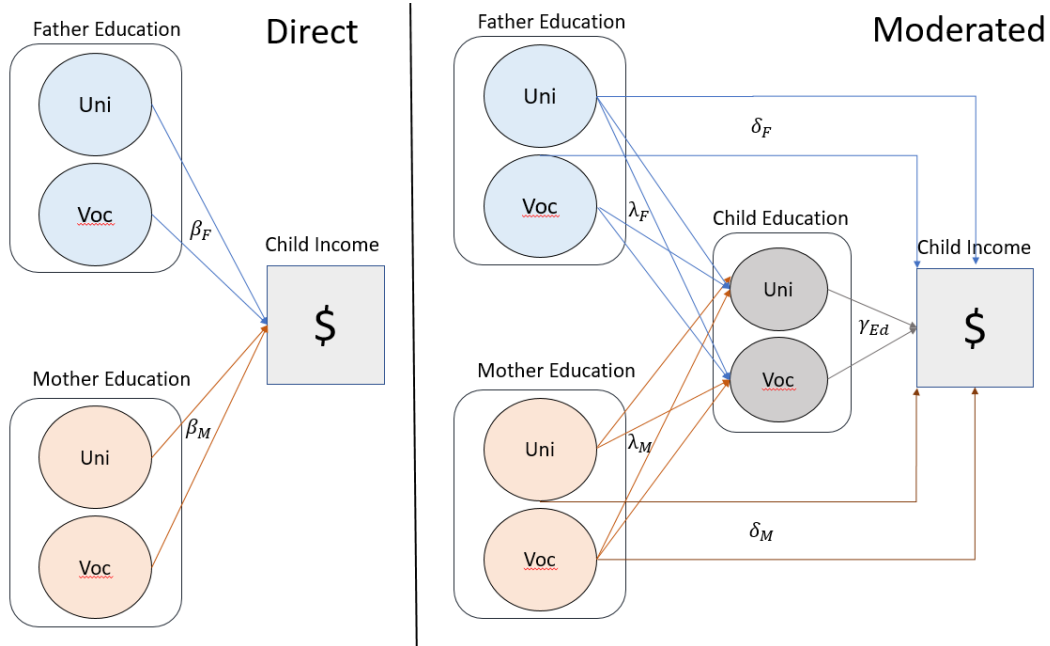 Direct
Father Education
Uni
Voc
β_F
Child Income
$
Mother Education
β_M
Uni
Voc
Moderated
Father Education
Uni
δ_F
Voc
λ_F
Child Education
Child Income
Uni
γ_Ed
$
Voc
Mother Education
Uni
λ_M
Voc
δ_M